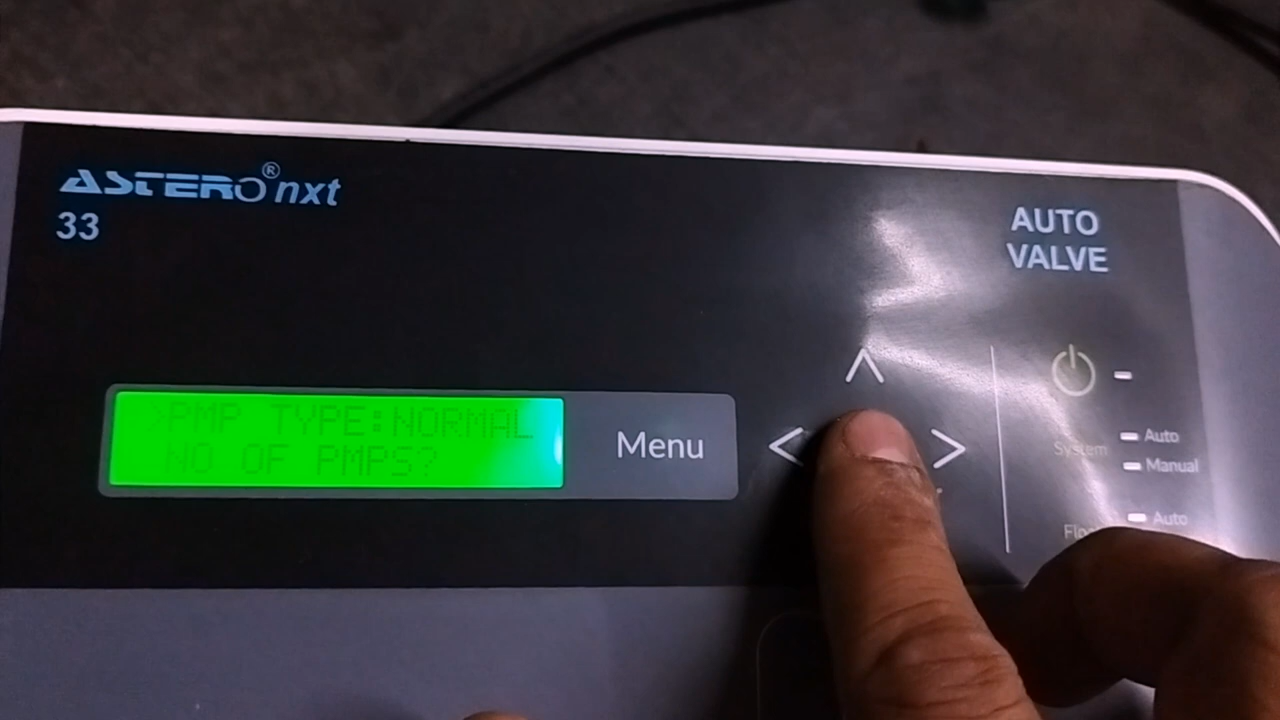 ASTERO® nxt
33
AUTO
VALVE
>PMP TYPE:NORMAL
NO OF PMPS?
Menu
System
Auto
Manual
Auto